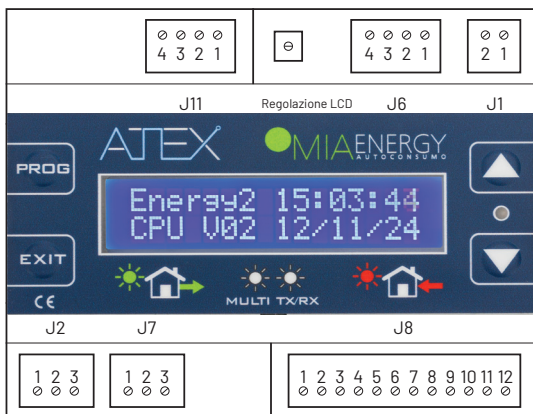 4 3 2 1
4 3 2 1
2 1
J11
Regolazione LCD
J6
J1
ATEX
MIAENERGY
AUTOCONSUMO
PROG
Energy2 15:03:44
CPU V02 12/11/24
EXIT
CE
MULTI TX/RX
J2
J7
J8
1 2 3
1 2 3
1 2 3 4 5 6 7 8 9 10 11 12